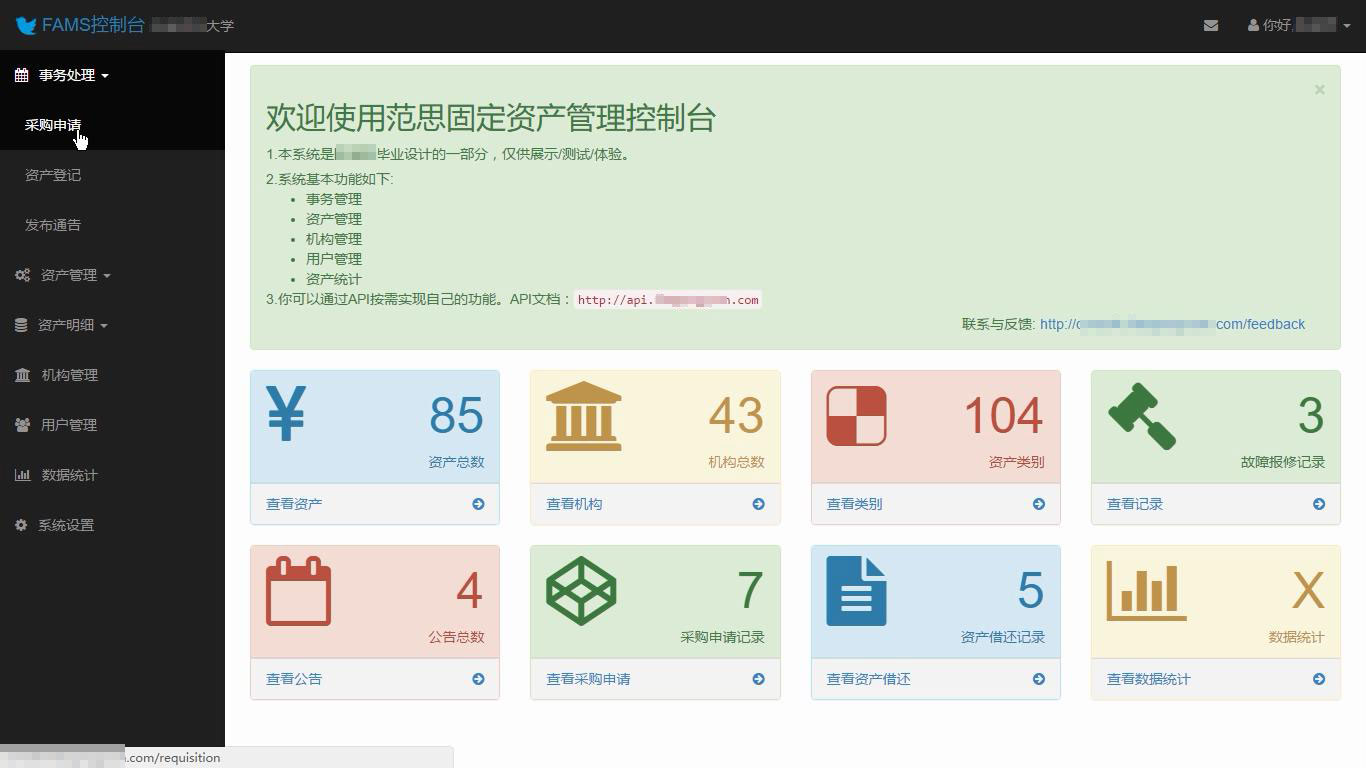 FAMS控制台 大学
你好,
事务处理
采购申请
资产登记
发布通告
资产管理
资产明细
机构管理
用户管理
数据统计
系统设置
×
欢迎使用范思固定资产管理控制台
1.本系统是 毕业设计的一部分，仅供展示/测试/体验。
2.系统基本功能如下:
事务管理
资产管理
机构管理
用户管理
资产统计
3.你可以通过API按需实现自己的功能。API文档： http://api. .com
联系与反馈: http:// com/feedback
85
资产总数
查看资产
43
机构总数
查看机构
104
资产类别
查看类别
3
故障报修记录
查看记录
4
公告总数
查看公告
7
采购申请记录
查看采购申请
5
资产借还记录
查看资产借还
X
数据统计
查看数据统计
.com/requisition